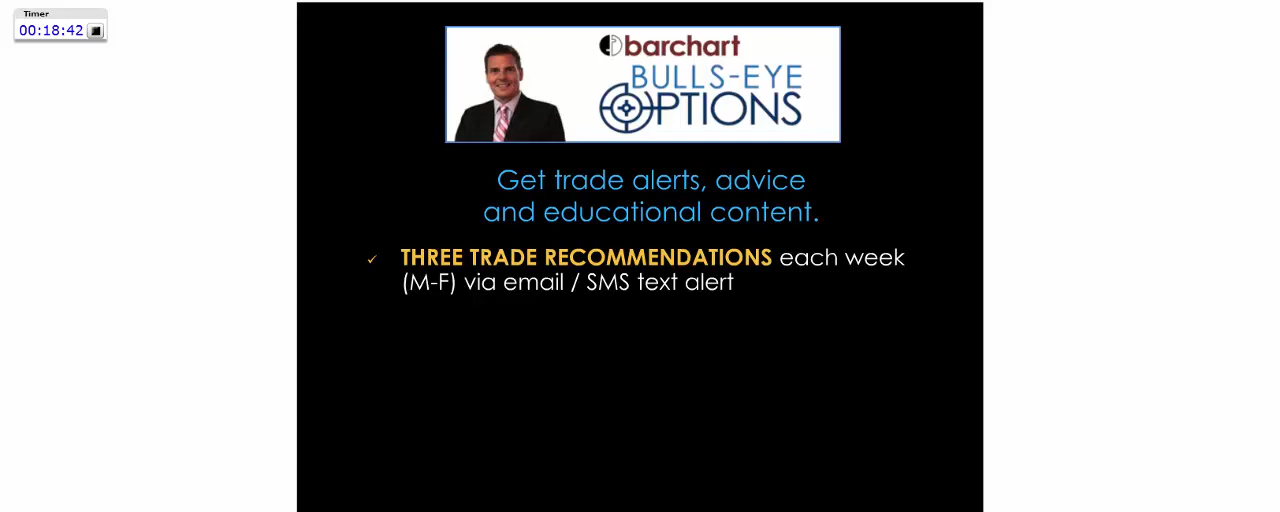 Timer
00:18:42
barchart
BULLS-EYE
OPTIONS
Get trade alerts, advice
and educational content.
✓ THREE TRADE RECOMMENDATIONS each week
(M-F) via email / SMS text alert